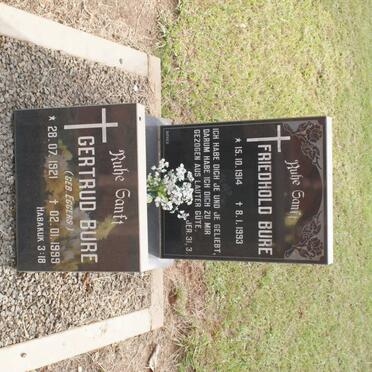 Ruhe Sanft
FRIEDHOLD BURE
* 15.10.1914 ✝ 8.1.1993
ICH HABE DICH JE UND JE GELIEBT,
DARUM HABE ICH DICH ZU MIR
GEZOGEN AUS LAUTER GÜTE.
JER 31, 3.
Ruhe Sanft
GERTRUD BURE
(GEB EGGERS)
* 28.07.1921 ✝ 02.01.1999
HABAKUK 3:18